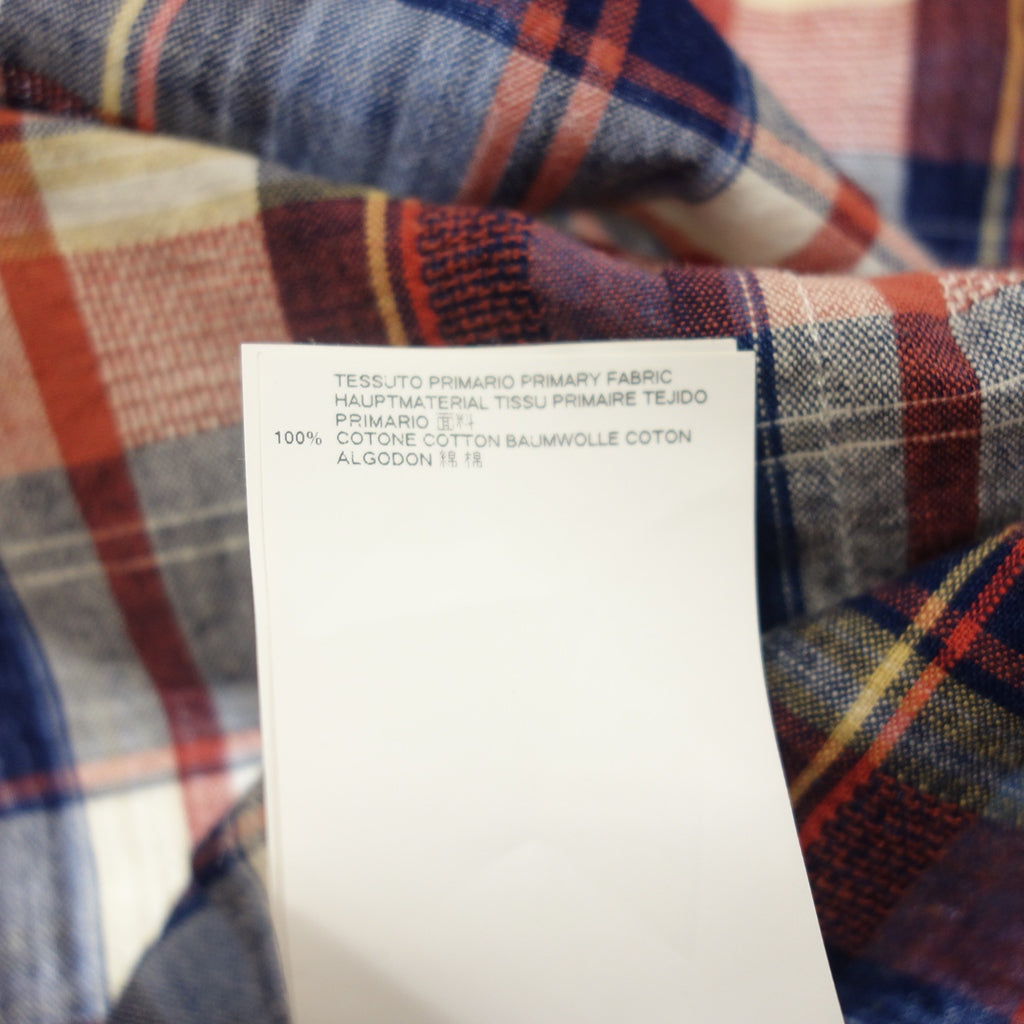 TESSUTO PRIMARIO PRIMARY FABRIC
HAUPTMATERIAL TISSU PRIMAIRE TEJIDO
PRIMARIO 面料
100% COTONE COTTON BAUMWOLLE COTON
ALGODON 綿 棉